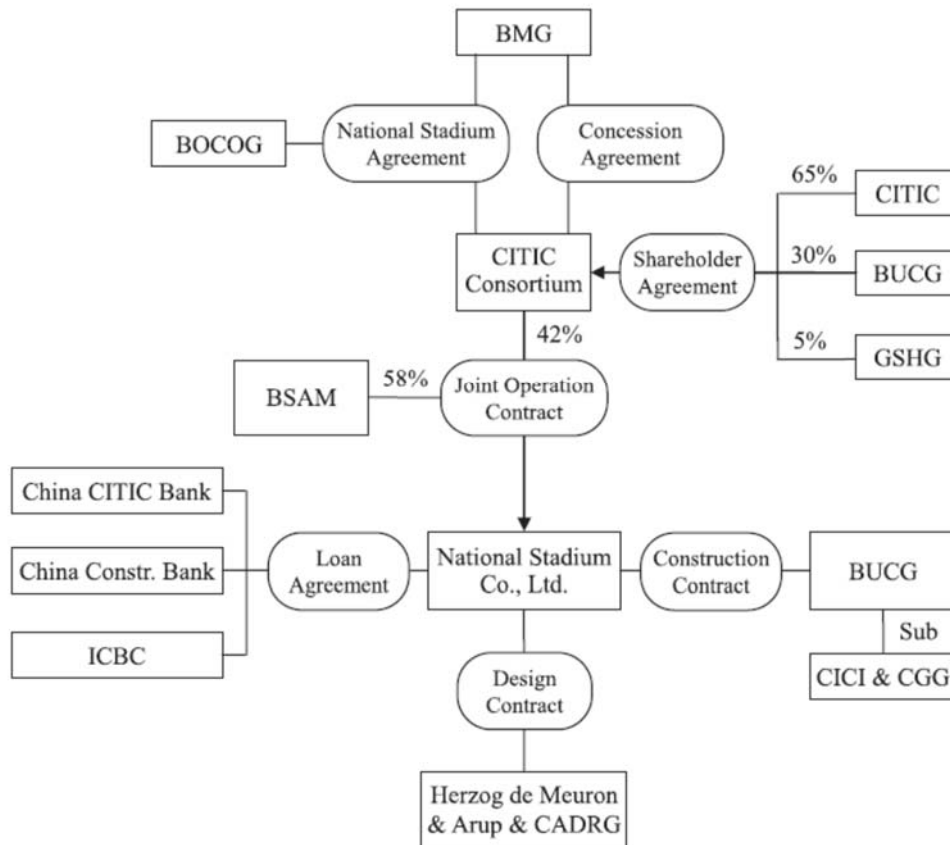 BMG
National Stadium
Agreement
Concession
Agreement
BOCOG
65%
CITIC
CITIC
Consortium
Shareholder
Agreement
30%
BUCG
42%
5%
GSHG
BSAM
58%
Joint Operation
Contract
China CITIC Bank
China Constr. Bank
Loan
Agreement
National Stadium
Co., Ltd.
Construction
Contract
BUCG
ICBC
Sub
CICI & CGG
Design
Contract
Herzog de Meuron
& Arup & CADRG